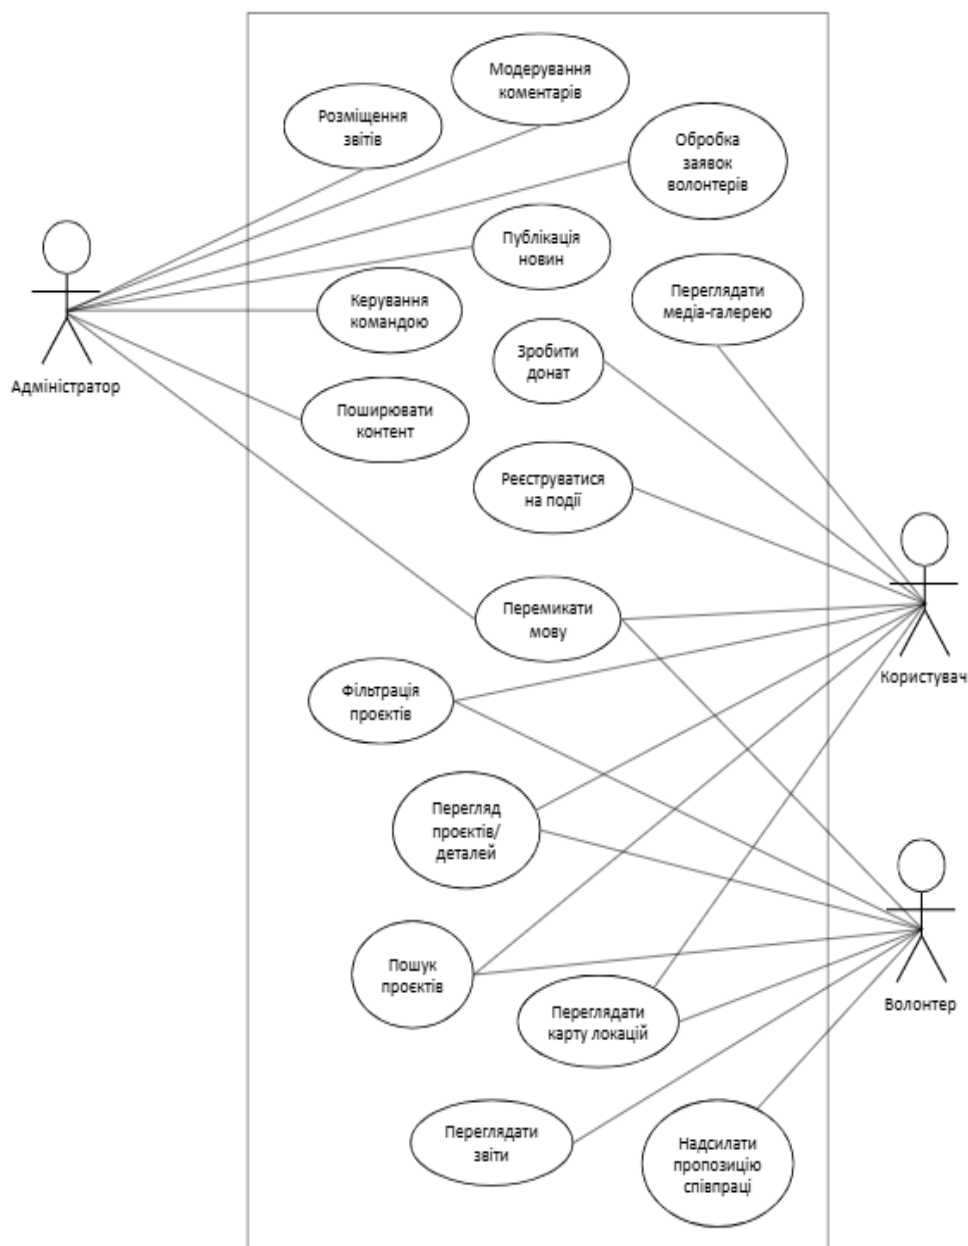 Модерування
коментарів
Розміщення
звітів
Обробка
заявок
волонтерів
Публікація
новин
Переглядати
медіа-галерею
Керування
командою
Зробити
донат
Адміністратор
Поширювати
контент
Реєструватися
на події
Перемикати
мову
Користувач
Фільтрація
проєктів
Перегляд
проєктів/
деталей
Пошук
проєктів
Волонтер
Переглядати
карту локацій
Переглядати
звіти
Надсилати
пропозицію
співпраці